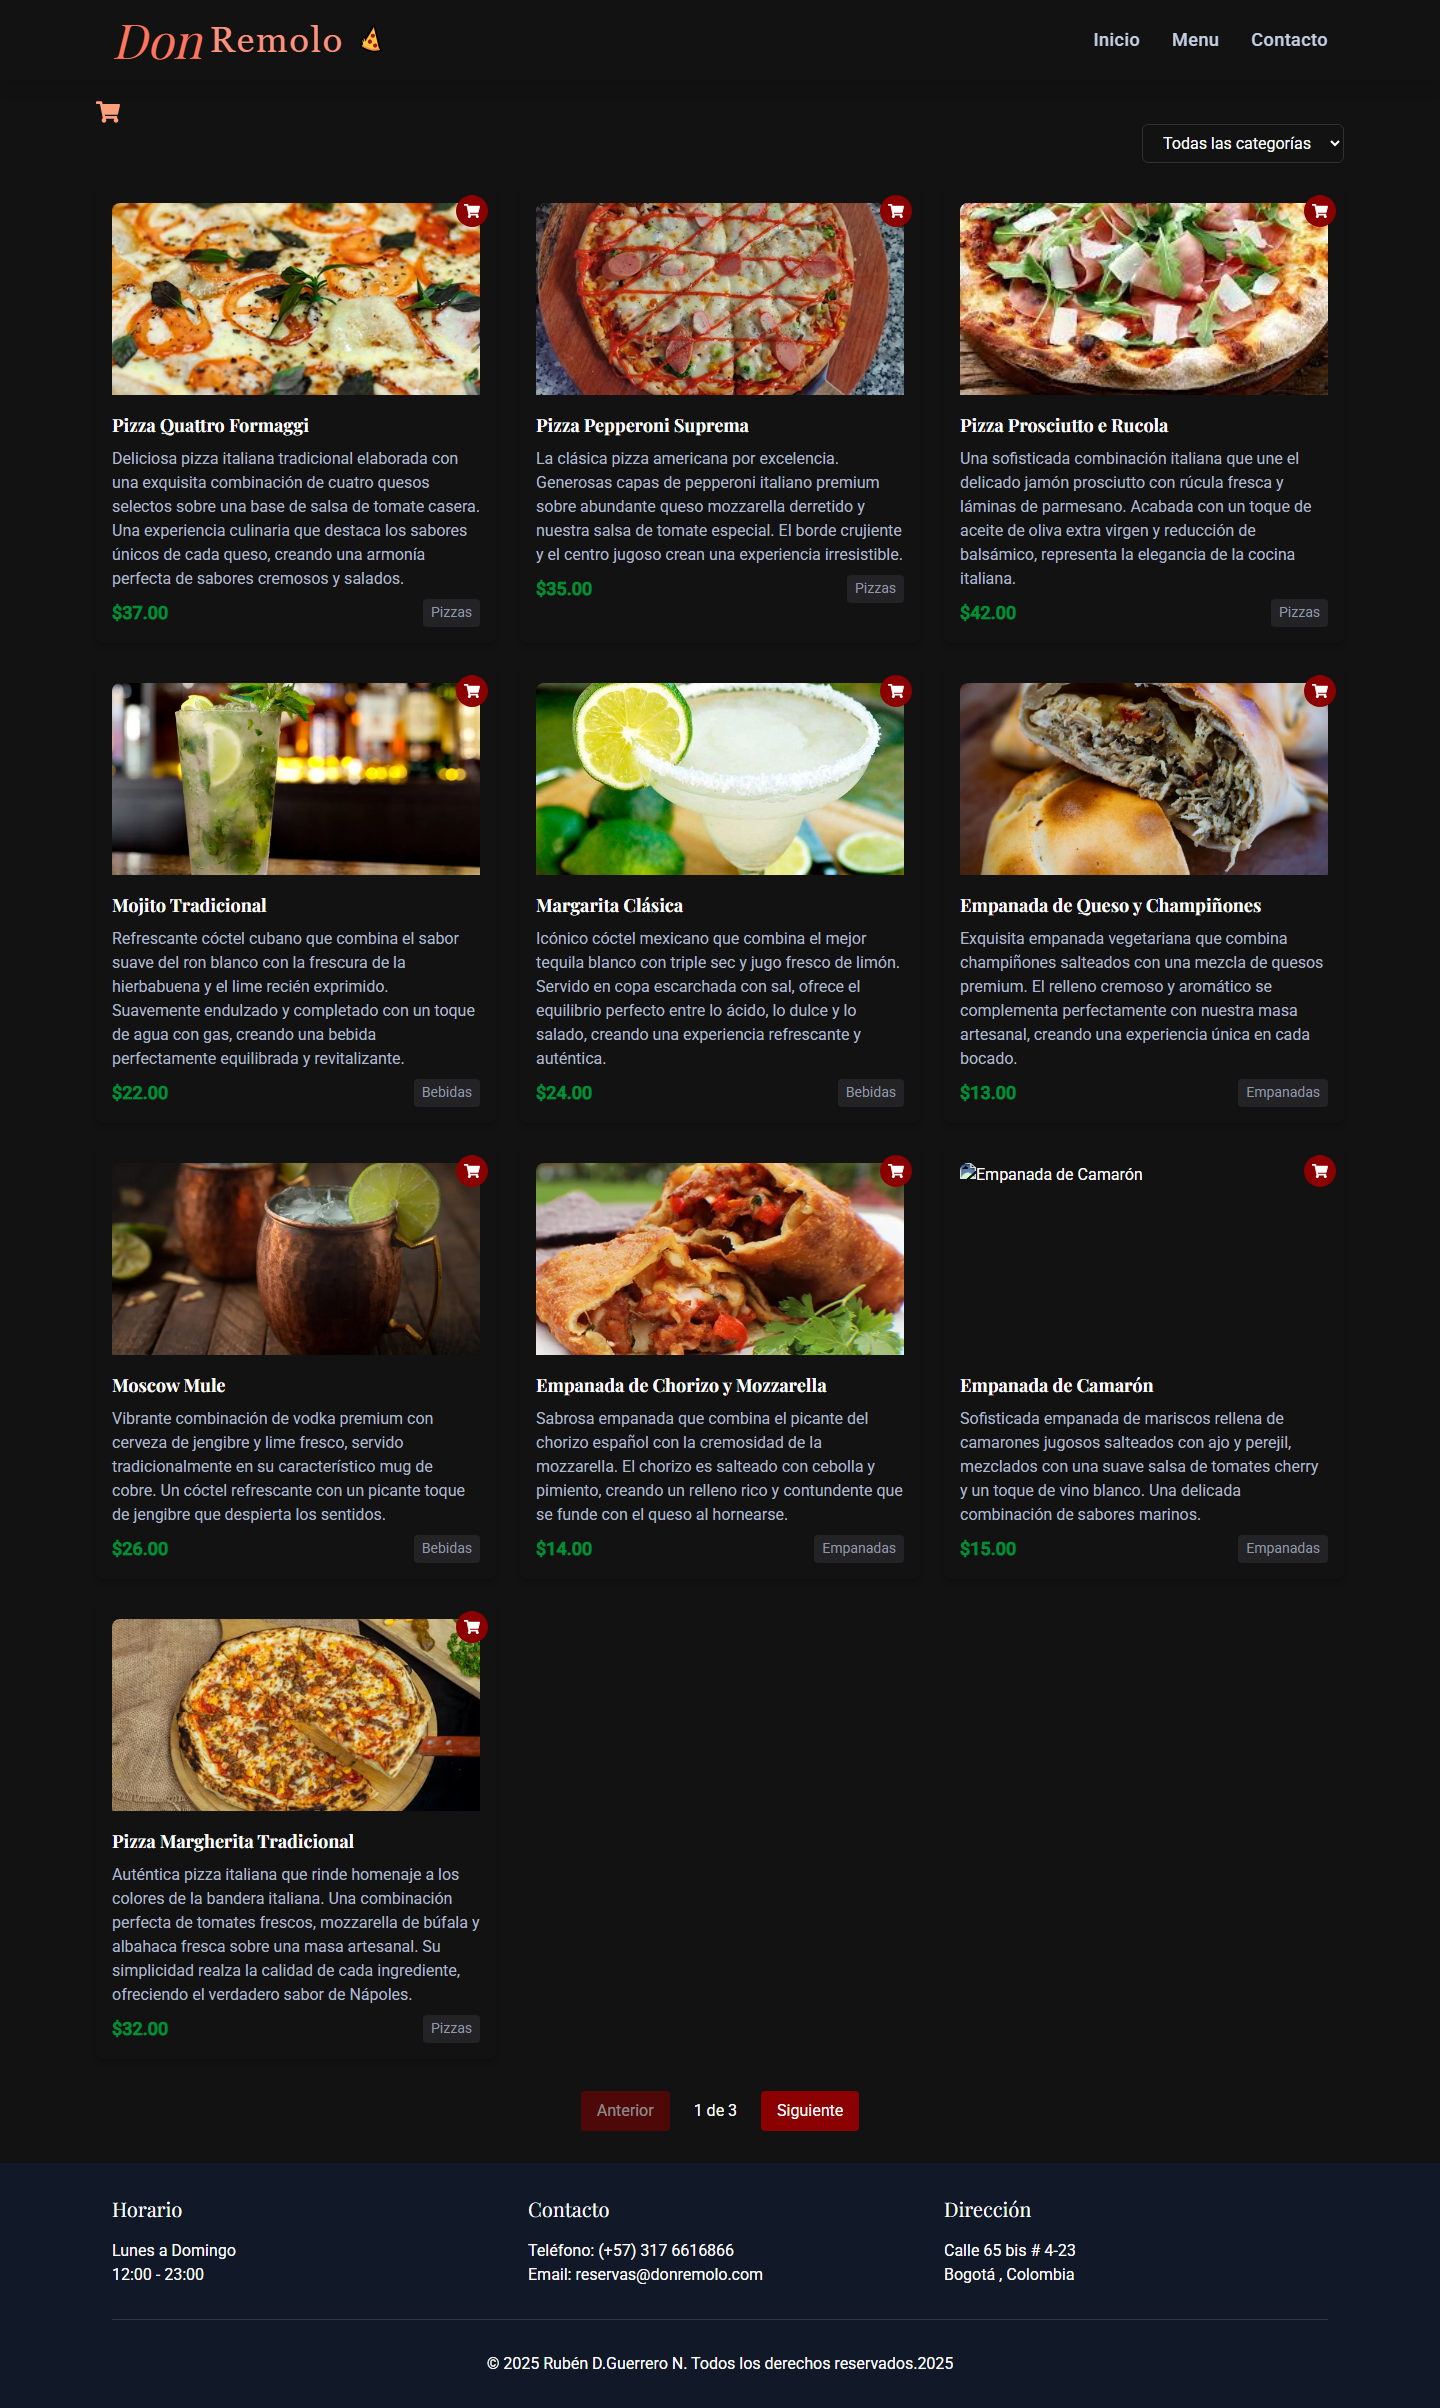 Don Remolo
Inicio Menu Contacto
Todas las categorías
Pizza Quattro Formaggi
Deliciosa pizza italiana tradicional elaborada con
una exquisita combinación de cuatro quesos
selectos sobre una base de salsa de tomate casera.
Una experiencia culinaria que destaca los sabores
únicos de cada queso, creando una armonía
perfecta de sabores cremosos y salados.
$37.00 Pizzas
Pizza Pepperoni Suprema
La clásica pizza americana por excelencia.
Generosas capas de pepperoni italiano premium
sobre abundante queso mozzarella derretido y
nuestra salsa de tomate especial. El borde crujiente
y el centro jugoso crean una experiencia irresistible.
$35.00 Pizzas
Pizza Prosciutto e Rucola
Una sofisticada combinación italiana que une el
delicado jamón prosciutto con rúcula fresca y
láminas de parmesano. Acabada con un toque de
aceite de oliva extra virgen y reducción de
balsámico, representa la elegancia de la cocina
italiana.
$42.00 Pizzas
Mojito Tradicional
Refrescante cóctel cubano que combina el sabor
suave del ron blanco con la frescura de la
hierbabuena y el lime recién exprimido.
Suavemente endulzado y completado con un toque
de agua con gas, creando una bebida
perfectamente equilibrada y revitalizante.
$22.00 Bebidas
Margarita Clásica
Icónico cóctel mexicano que combina el mejor
tequila blanco con triple sec y jugo fresco de limón.
Servido en copa escarchada con sal, ofrece el
equilibrio perfecto entre lo ácido, lo dulce y lo
salado, creando una experiencia refrescante y
auténtica.
$24.00 Bebidas
Empanada de Queso y Champiñones
Exquisita empanada vegetariana que combina
champiñones salteados con una mezcla de quesos
premium. El relleno cremoso y aromático se
complementa perfectamente con nuestra masa
artesanal, creando una experiencia única en cada
bocado.
$13.00 Empanadas
Moscow Mule
Vibrante combinación de vodka premium con
cerveza de jengibre y lime fresco, servido
tradicionalmente en su característico mug de
cobre. Un cóctel refrescante con un picante toque
de jengibre que despierta los sentidos.
$26.00 Bebidas
Empanada de Chorizo y Mozzarella
Sabrosa empanada que combina el picante del
chorizo español con la cremosidad de la
mozzarella. El chorizo es salteado con cebolla y
pimiento, creando un relleno rico y contundente que
se funde con el queso al hornearse.
$14.00 Empanadas
Empanada de Camarón
Empanada de Camarón
Sofisticada empanada de mariscos rellena de
camarones jugosos salteados con ajo y perejil,
mezclados con una suave salsa de tomates cherry
y un toque de vino blanco. Una delicada
combinación de sabores marinos.
$15.00 Empanadas
Pizza Margherita Tradicional
Auténtica pizza italiana que rinde homenaje a los
colores de la bandera italiana. Una combinación
perfecta de tomates frescos, mozzarella de búfala y
albahaca fresca sobre una masa artesanal. Su
simplicidad realza la calidad de cada ingrediente,
ofreciendo el verdadero sabor de Nápoles.
$32.00 Pizzas
Anterior 1 de 3 Siguiente
Horario
Lunes a Domingo
12:00 - 23:00
Contacto
Teléfono: (+57) 317 6616866
Email: reservas@donremolo.com
Dirección
Calle 65 bis # 4-23
Bogotá , Colombia
© 2025 Rubén D.Guerrero N. Todos los derechos reservados.2025